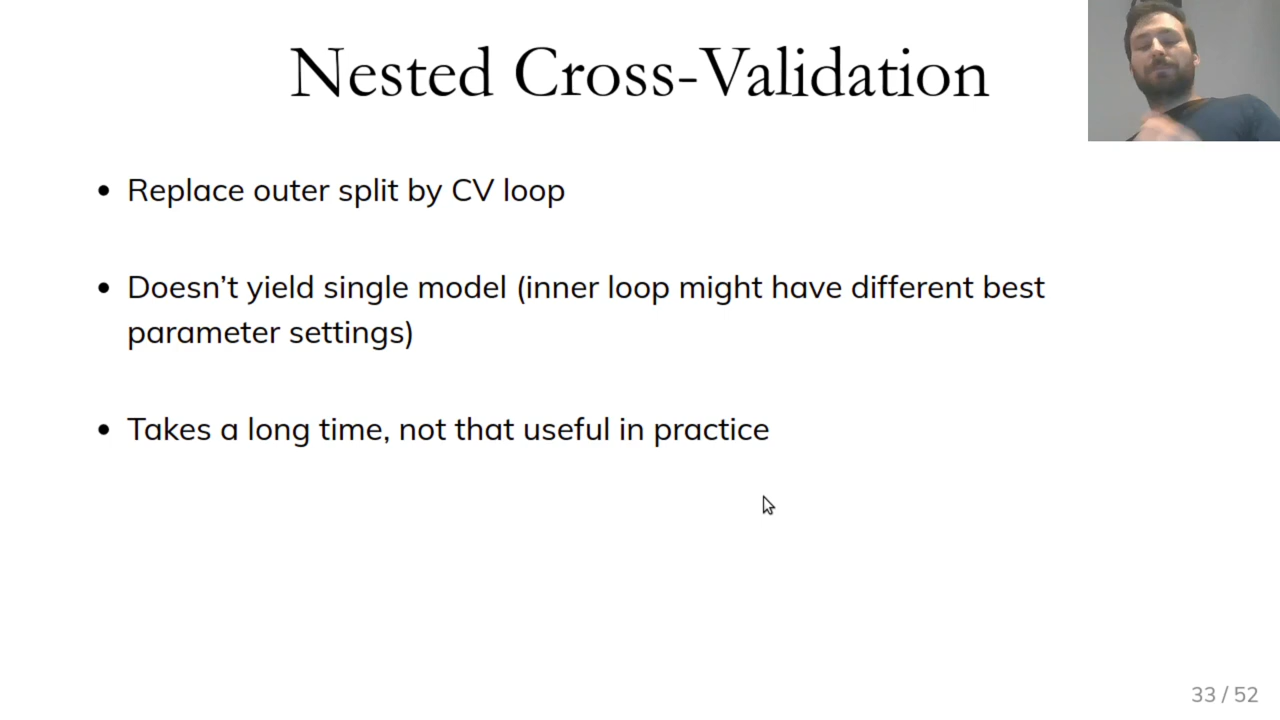 Nested Cross-Validation
• Replace outer split by CV loop
• Doesn’t yield single model (inner loop might have different best
parameter settings)
• Takes a long time, not that useful in practice
33 / 52